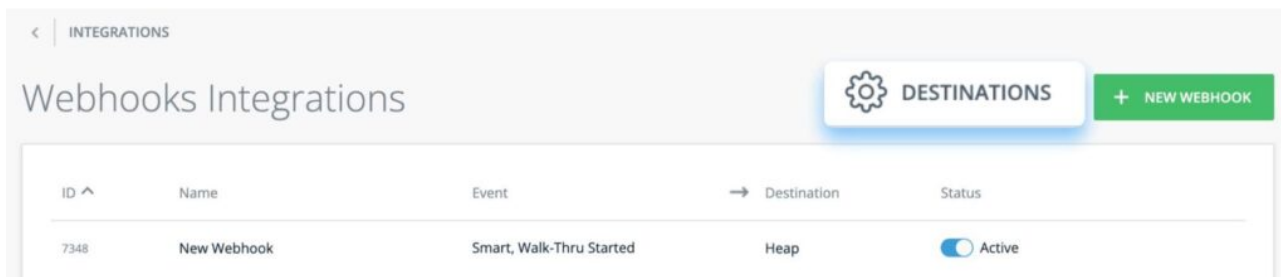 INTEGRATIONS
Webhooks Integrations
DESTINATIONS
+ NEW WEBHOOK
ID Name Event → Destination Status
7348 New Webhook Smart, Walk-Thru Started Heap Active